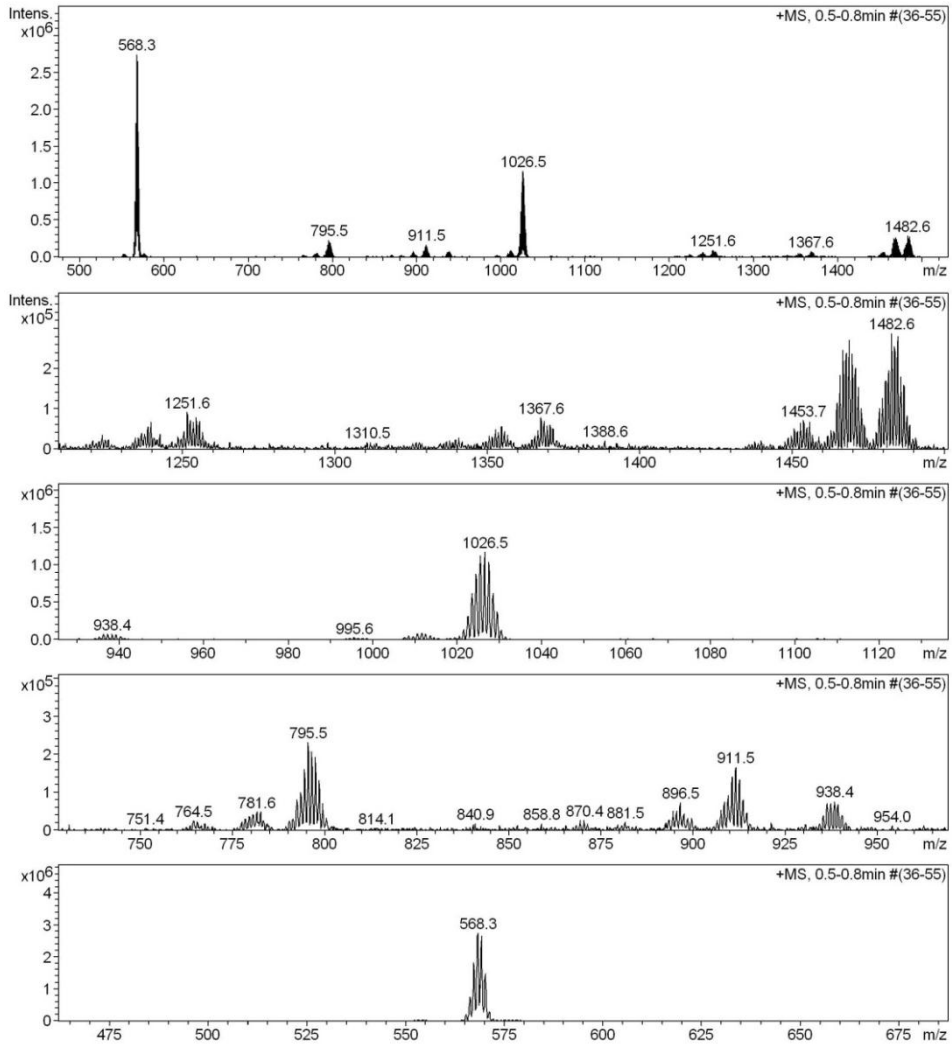 Intens.
x10⁶
+MS, 0.5-0.8min #(36-55)
568.3
2.5
2.0
1.5
1026.5
1.0
0.5
795.5
911.5
1251.6
1367.6
1482.6
0.0
500 600 700 800 900 1000 1100 1200 1300 1400 m/z
Intens.
x10⁵
+MS, 0.5-0.8min #(36-55)
1482.6
2
1251.6
1367.6
1453.7
1
1310.5
1388.6
0
1250 1300 1350 1400 1450 m/z
x10⁶
+MS, 0.5-0.8min #(36-55)
1.5
1026.5
1.0
0.5
938.4
995.6
0.0
940 960 980 1000 1020 1040 1060 1080 1100 1120 m/z
x10⁵
+MS, 0.5-0.8min #(36-55)
3
795.5
2
911.5
1
751.4 764.5 781.6 814.1 840.9 858.8 870.4 881.5 896.5 938.4 954.0
0
750 775 800 825 850 875 900 925 950 m/z
x10⁶
+MS, 0.5-0.8min #(36-55)
4
3
568.3
2
1
0
475 500 525 550 575 600 625 650 675 m/z